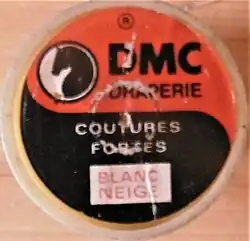 DMC
DRAPERIE
COUTURES
FORTES
BLANC
NEIGE